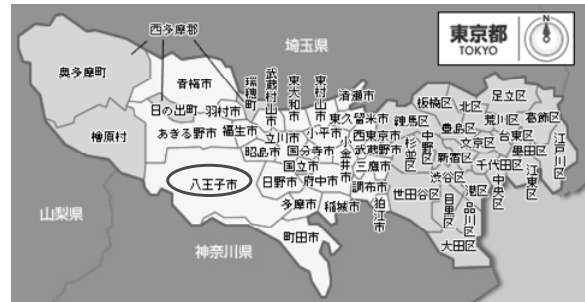 西多摩郡
埼玉県
東京都
TOKYO
N
奥多摩町
青梅市
瑞穂町
武蔵村山市
東大和市
東村山市
清瀬市
日の出町
羽村市
東久留米市
練馬区
板橋区
北区
足立区
檜原村
あきる野市
福生市
立川市
小平市
西東京市
中野区
豊島区
荒川区
葛飾区
昭島市
国分寺市
小金井市
武蔵野市
杉並区
新宿区
文京区
台東区
墨田区
江戸川区
八王子市
日野市
国立市
府中市
三鷹市
調布市
渋谷区
千代田区
中央区
江東区
山梨県
多摩市
稲城市
狛江市
世田谷区
目黒区
港区
品川区
神奈川県
町田市
大田区